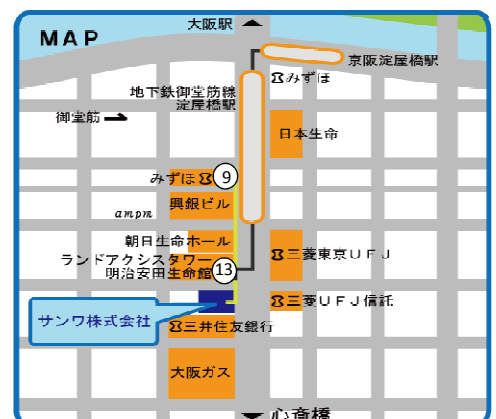 大阪駅
MAP
京阪淀屋橋駅
みずほ
地下鉄御堂筋線
淀屋橋駅
御堂筋
日本生命
みずほ
9
興銀ビル
ampm
朝日生命ホール
ランドアクシスタワー
明治安田生命館
13
三菱東京UFJ
三菱UFJ信託
サンワ株式会社
三井住友銀行
大阪ガス
心斎橋